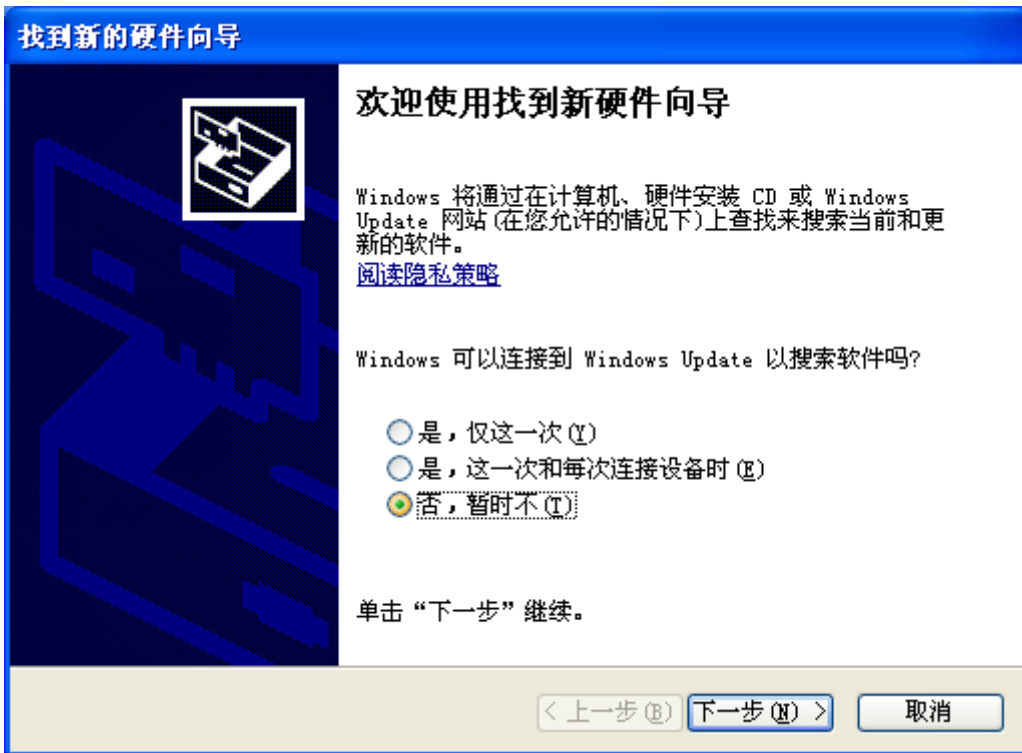 找到新的硬件向导
欢迎使用找到新硬件向导
Windows 将通过在计算机、硬件安装 CD 或 Windows
Update 网站(在您允许的情况下)上查找来搜索当前和更
新的软件。
阅读隐私策略
Windows 可以连接到 Windows Update 以搜索软件吗?
是，仅这一次(Y)
是，这一次和每次连接设备时(E)
否，暂时不(T)
单击“下一步”继续。
< 上一步(B) 下一步(N) > 取消